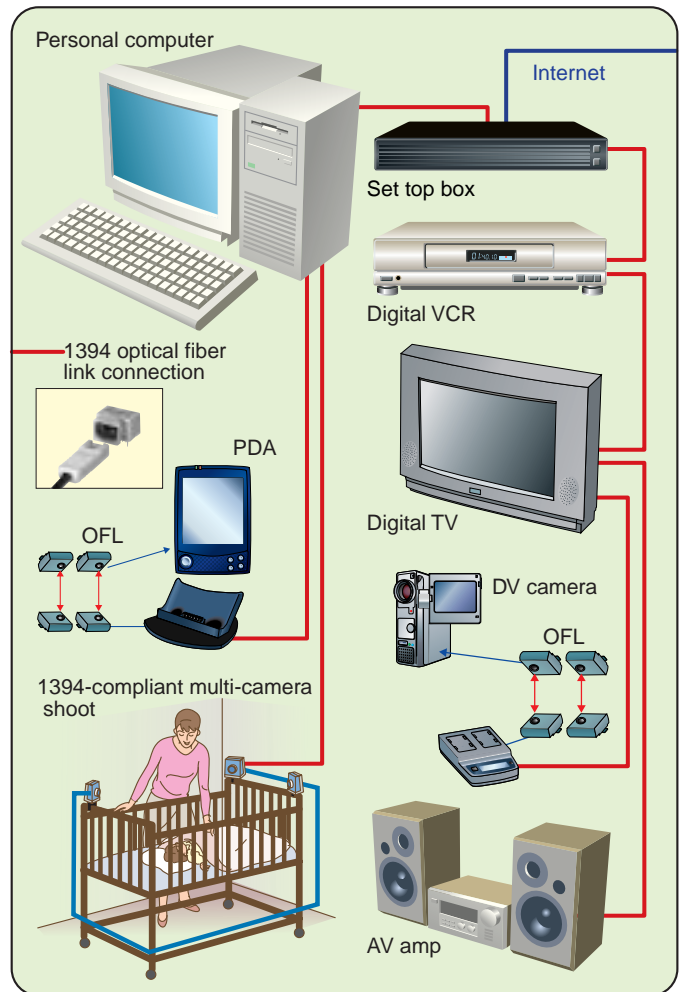 Personal computer
Internet
Set top box
Digital VCR
1394 optical fiber
link connection
PDA
OFL
Digital TV
DV camera
OFL
1394-compliant multi-camera
shoot
AV amp